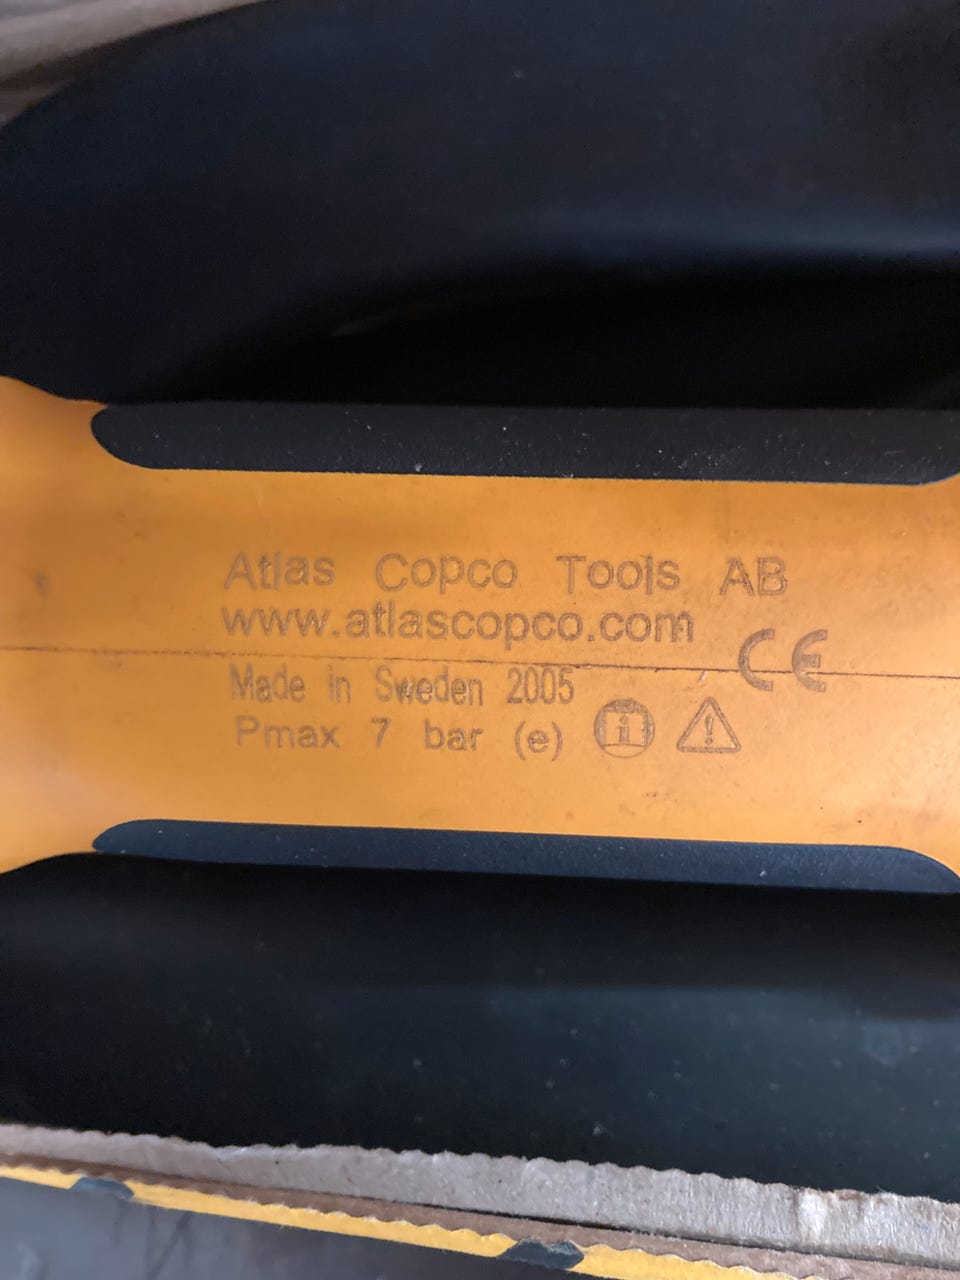 Atlas Copco Tools AB
www.atlascopco.com
CE
Made in Sweden 2005
Pmax 7 bar (e) i !